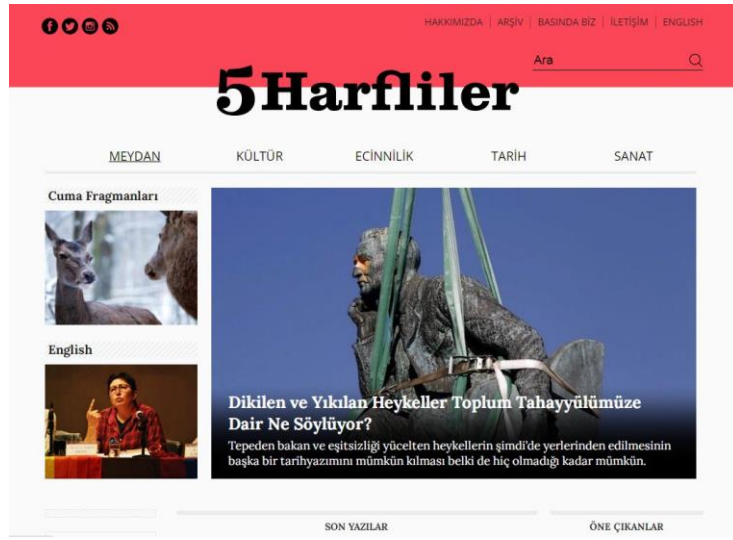 HAKKIMIZDA | ARŞİV | BASINDA BİZ | İLETİŞİM | ENGLISH
Ara
5Harfliler
MEYDAN KÜLTÜR ECİNNİLİK TARİH SANAT
Cuma Fragmanları
English
Dikilen ve Yıkılan Heykeller Toplum Tahayyülümüze
Dair Ne Söylüyor?
Tepeden bakan ve eşitsizliği yücelten heykellerin şimdi'de yerlerinden edilmesinin
başka bir tarihyazımını mümkün kılması belki de hiç olmadığı kadar mümkün.
SON YAZILAR
ÖNE ÇIKANLAR